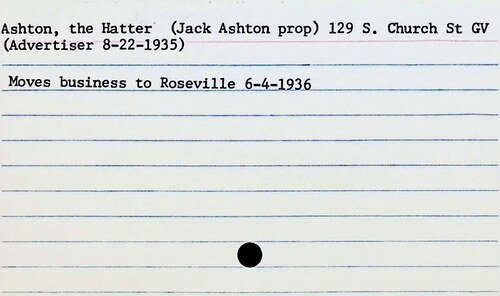 Ashton, the Hatter (Jack Ashton prop) 129 S. Church St GV
(Advertiser 8-22-1935)
Moves business to Roseville 6-4-1936